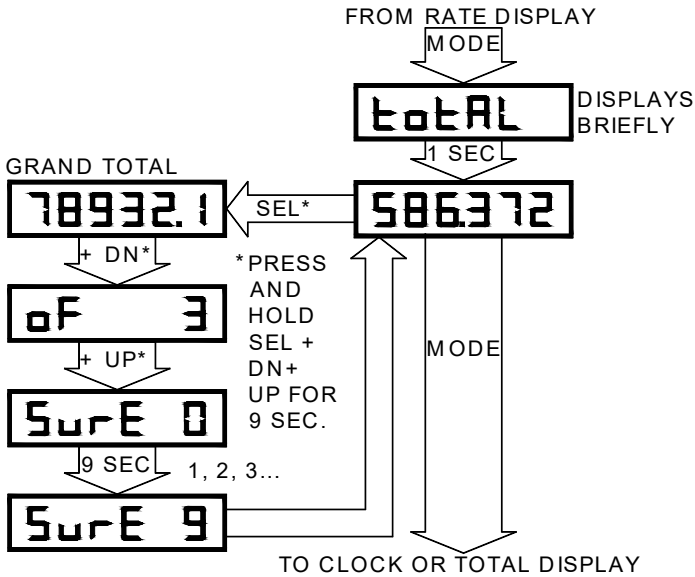 FROM RATE DISPLAY
MODE
totAL
DISPLAYS
BRIEFLY
1 SEC
GRAND TOTAL
78932.1
SEL*
586.372
+ DN*
*PRESS
AND
HOLD
SEL +
DN+
UP FOR
9 SEC.
oF 3
+ UP*
MODE
SurE 0
9 SEC
1, 2, 3...
SurE 9
TO CLOCK OR TOTAL DISPLAY